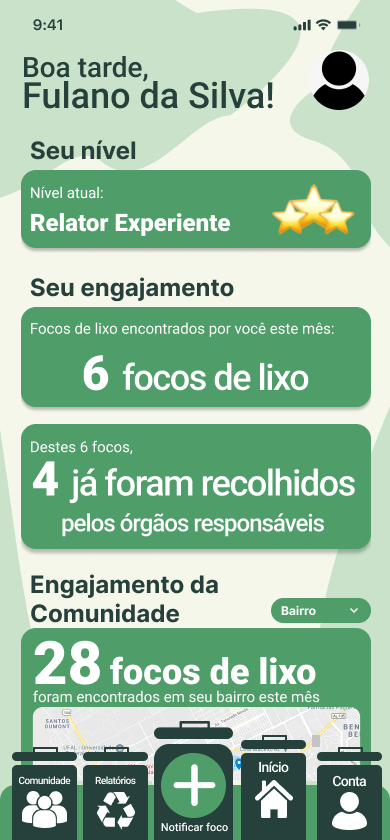 9:41
Boa tarde,
Fulano da Silva!
Seu nível
Nível atual:
Relator Experiente
Seu engajamento
Focos de lixo encontrados por você este mês:
6 focos de lixo
Destes 6 focos,
4 já foram recolhidos
pelos órgãos responsáveis
Engajamento da
Comunidade
Bairro
28 focos de lixo
foram encontrados em seu bairro este mês
SANTOS
DUMONT
UFAL - Universid
Comunidade
Relatórios
Notificar foco
Início
Conta